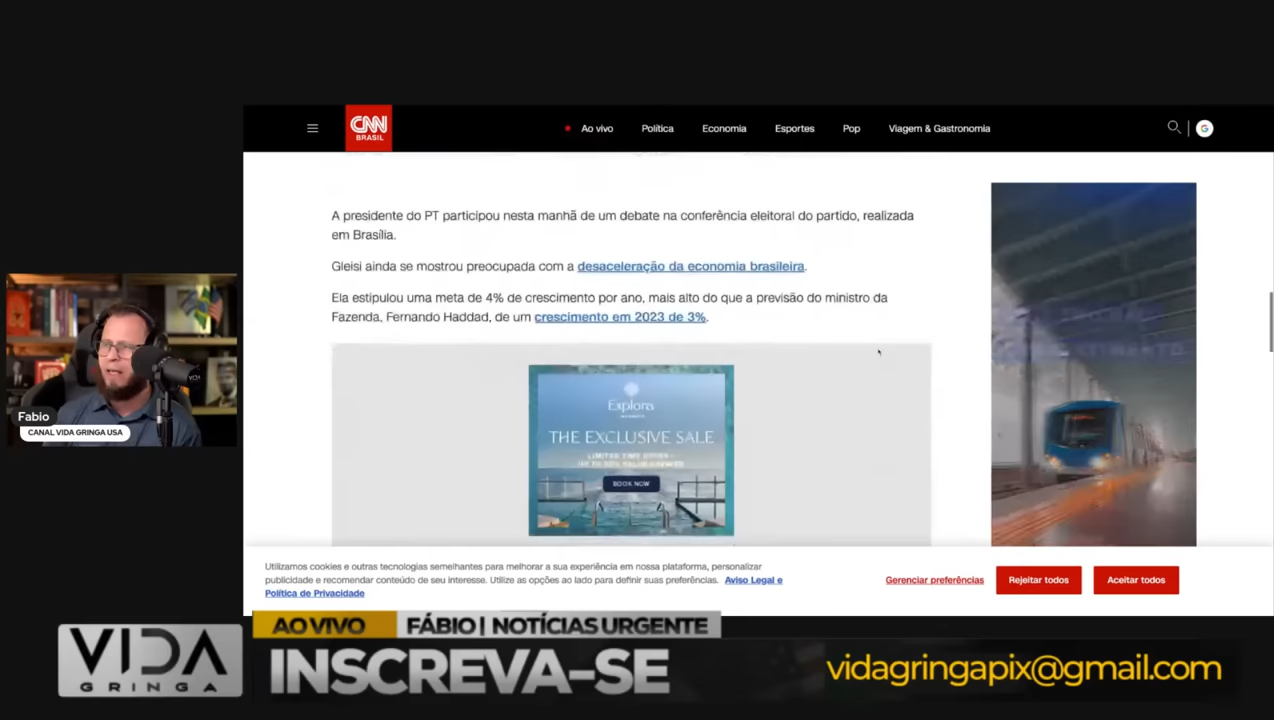 CNN
BRASIL
Ao vivo
Política
Economia
Esportes
Pop
Viagem & Gastronomia
A presidente do PT participou nesta manhã de um debate na conferência eleitoral do partido, realizada
em Brasília.
Gleisi ainda se mostrou preocupada com a desaceleração da economia brasileira.
Ela estipulou uma meta de 4% de crescimento por ano, mais alto do que a previsão do ministro da
Fazenda, Fernando Haddad, de um crescimento em 2023 de 3%.
Explora
THE EXCLUSIVE SALE
BOOK NOW
Fabio
CANAL VIDA GRINGA USA
Utilizamos cookies e outras tecnologias semelhantes para melhorar a sua experiência em nossa plataforma, personalizar
publicidade e recomendar conteúdo de seu interesse. Utilize as opções ao lado para definir suas preferências. Aviso Legal e
Política de Privacidade
Gerenciar preferências
Rejeitar todos
Aceitar todos
AO VIVO
FÁBIO | NOTÍCIAS URGENTE
VIDA
GRINGA
INSCREVA-SE
vidagringapix@gmail.com